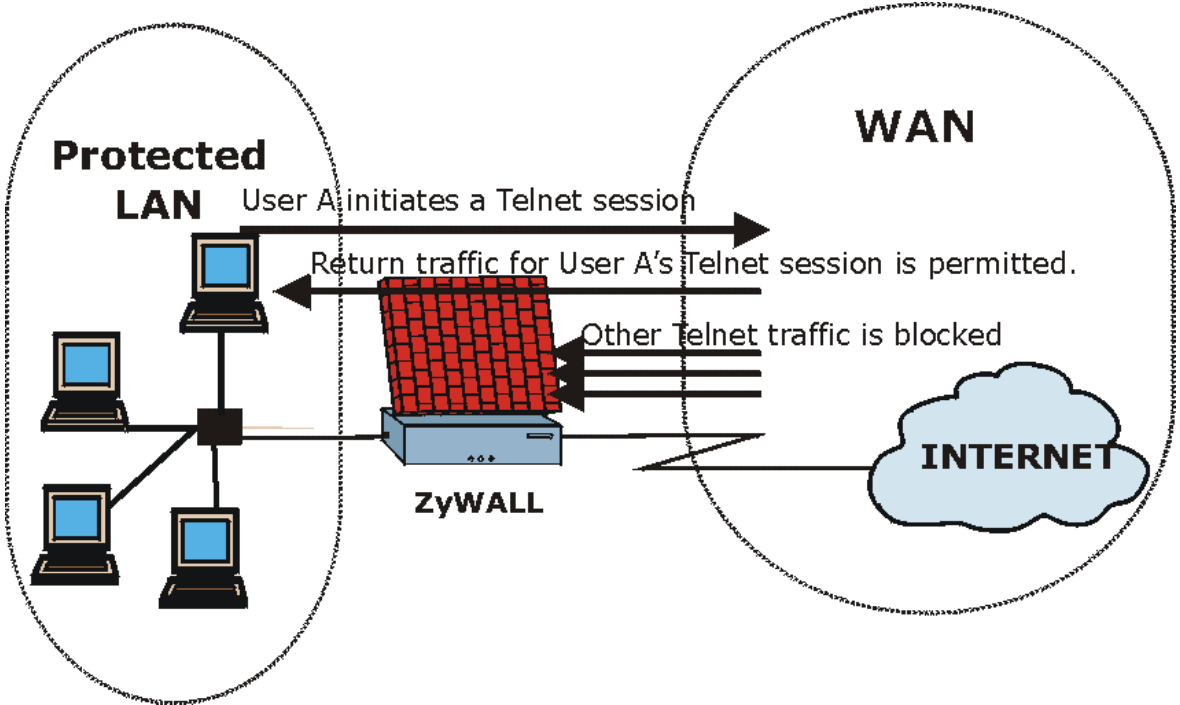 Protected
LAN
WAN
User A initiates a Telnet session
Return traffic for User A's Telnet session is permitted.
Other Telnet traffic is blocked
INTERNET
ZyWALL